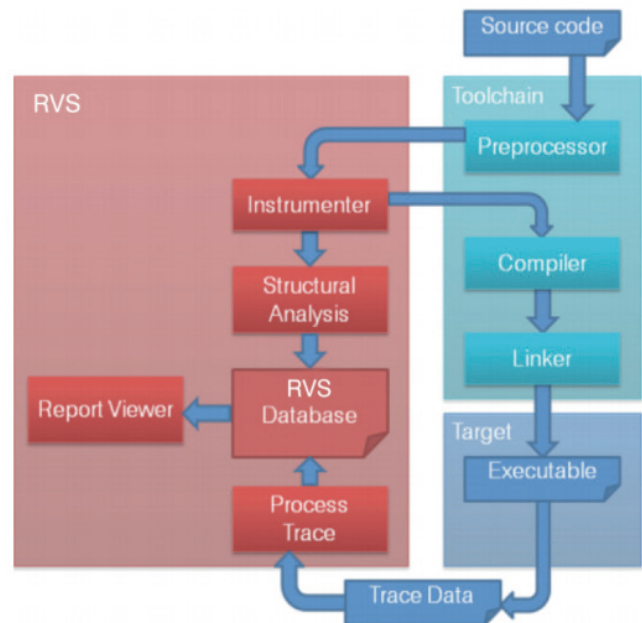 Source code
RVS
Toolchain
Preprocessor
Instrumenter
Compiler
Structural
Analysis
Linker
RVS
Database
Report Viewer
Target
Executable
Process
Trace
Trace Data